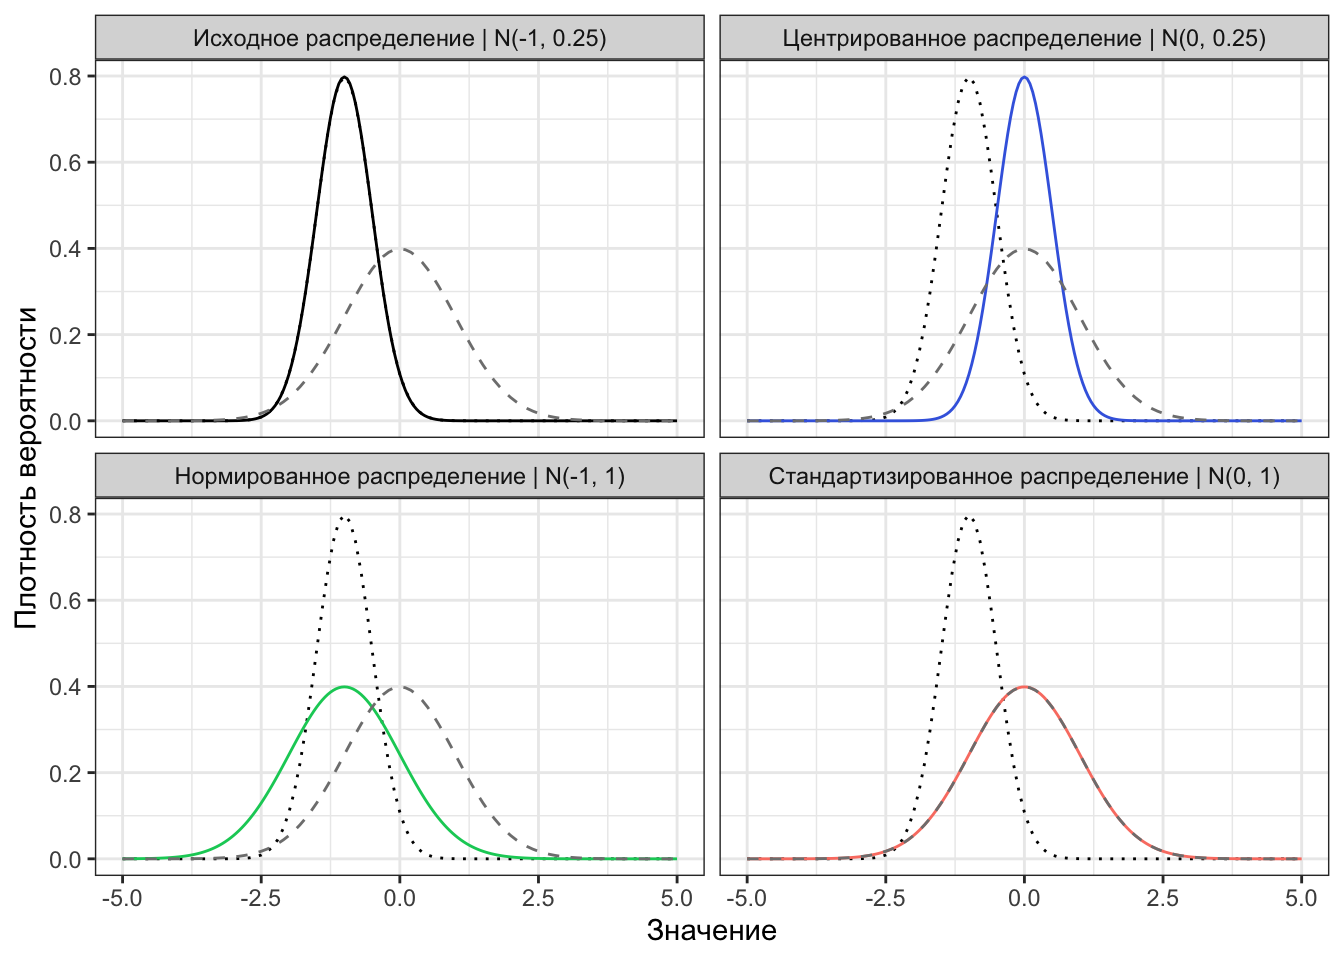 Исходное распределение | N(-1, 0.25)
Центрированное распределение | N(0, 0.25)
0.8
0.6
0.4
0.2
0.0
Плотность вероятности
Нормированное распределение | N(-1, 1)
Стандартизированное распределение | N(0, 1)
0.8
0.6
0.4
0.2
0.0
-5.0 -2.5 0.0 2.5 5.0
-5.0 -2.5 0.0 2.5 5.0
Значение